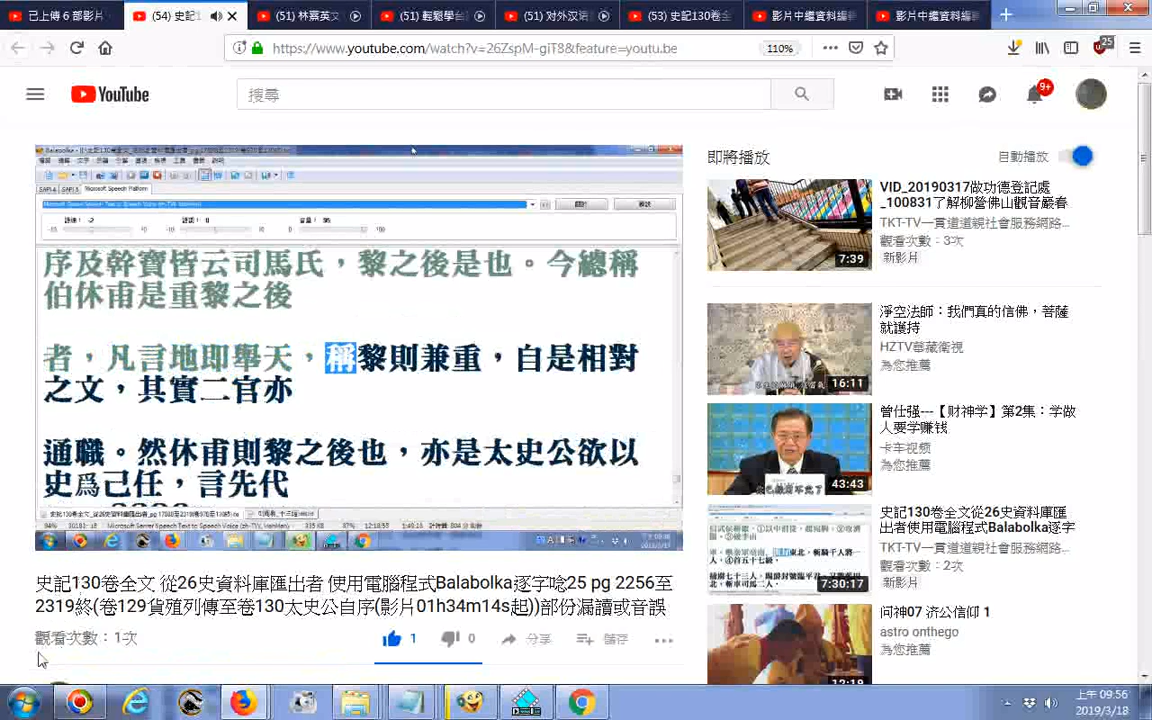 (54) 史記1
(51) 林嘉英文
(51) 輕鬆學台
(51) 对外汉语
(53) 史記130卷全
影片中繼資料編輯
影片中繼資料編輯
https://www.youtube.com/watch?v=26ZspM-giT8&feature=youtu.be
110%
25
YouTube
搜尋
9+
序及幹寶皆云司馬氏，黎之後是也。今總稱
伯休甫是重黎之後
者，凡言地即舉天，稱黎則兼重，自是相對
之文，其實二官亦
通職。然休甫則黎之後也，亦是太史公欲以
史爲己任，言先代
史記130卷全文 從26史資料庫匯出者 使用電腦程式Balabolka逐字唸25 pg 2256至
2319終(卷129貨殖列傳至卷130太史公自序(影片01h34m14s起))部份漏讀或音誤
觀看次數：1次
1
0
分享
儲存
即將播放
自動播放
VID_20190317做功德登記處
_100831了解柳營佛山觀音嚴春
TKT-TV一貫道道親社會服務網路...
觀看次數：3次
新影片
7:39
淨空法師：我們真的信佛，菩薩
就護持
HZTV華藏衛視
為您推薦
16:11
曾仕强---【财神学】第2集：学做
人要学赚钱
卡车视频
為您推薦
43:43
史記130卷全文從26史資料庫匯
出者使用電腦程式Balabolka逐字
TKT-TV一貫道道親社會服務網路...
觀看次數：2次
新影片
7:30:17
问神07 济公信仰 1
astro onthego
為您推薦
12:19
上午 09:56
2019/3/18